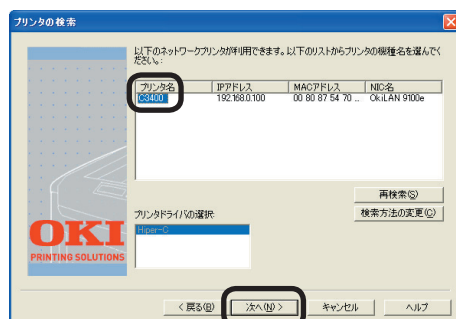 プリンタの検索
以下のネットワークプリンタが利用できます。以下のリストからプリンタの機種名を選んでく
ださい。:
プリンタ名 IPアドレス MACアドレス NIC名
C3400 192.168.0.100 00 80 87 54 70 ... OkiLAN 9100e
再検索(S)
検索方法の変更(C)
プリンタドライバの選択
Hiper-C
OKI
PRINTING SOLUTIONS
< 戻る(B) 次へ(N) > キャンセル ヘルプ